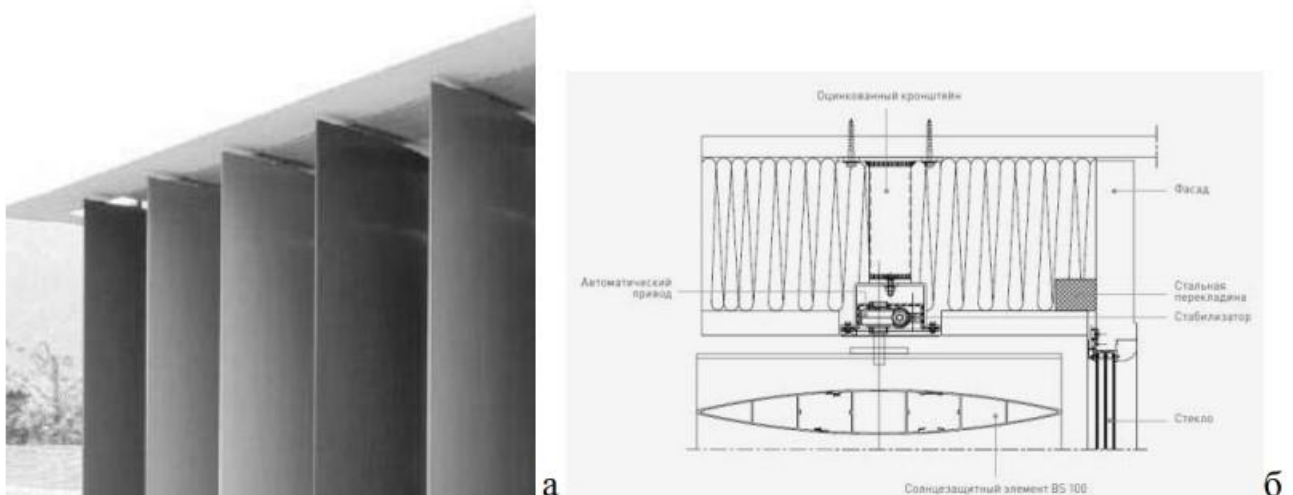 Оцинкованный кронштейн
Фасад
Автоматический
привод
Стальная
перекладина
Стабилизатор
Стекло
Солнцезащитный элемент BS 100
а
б